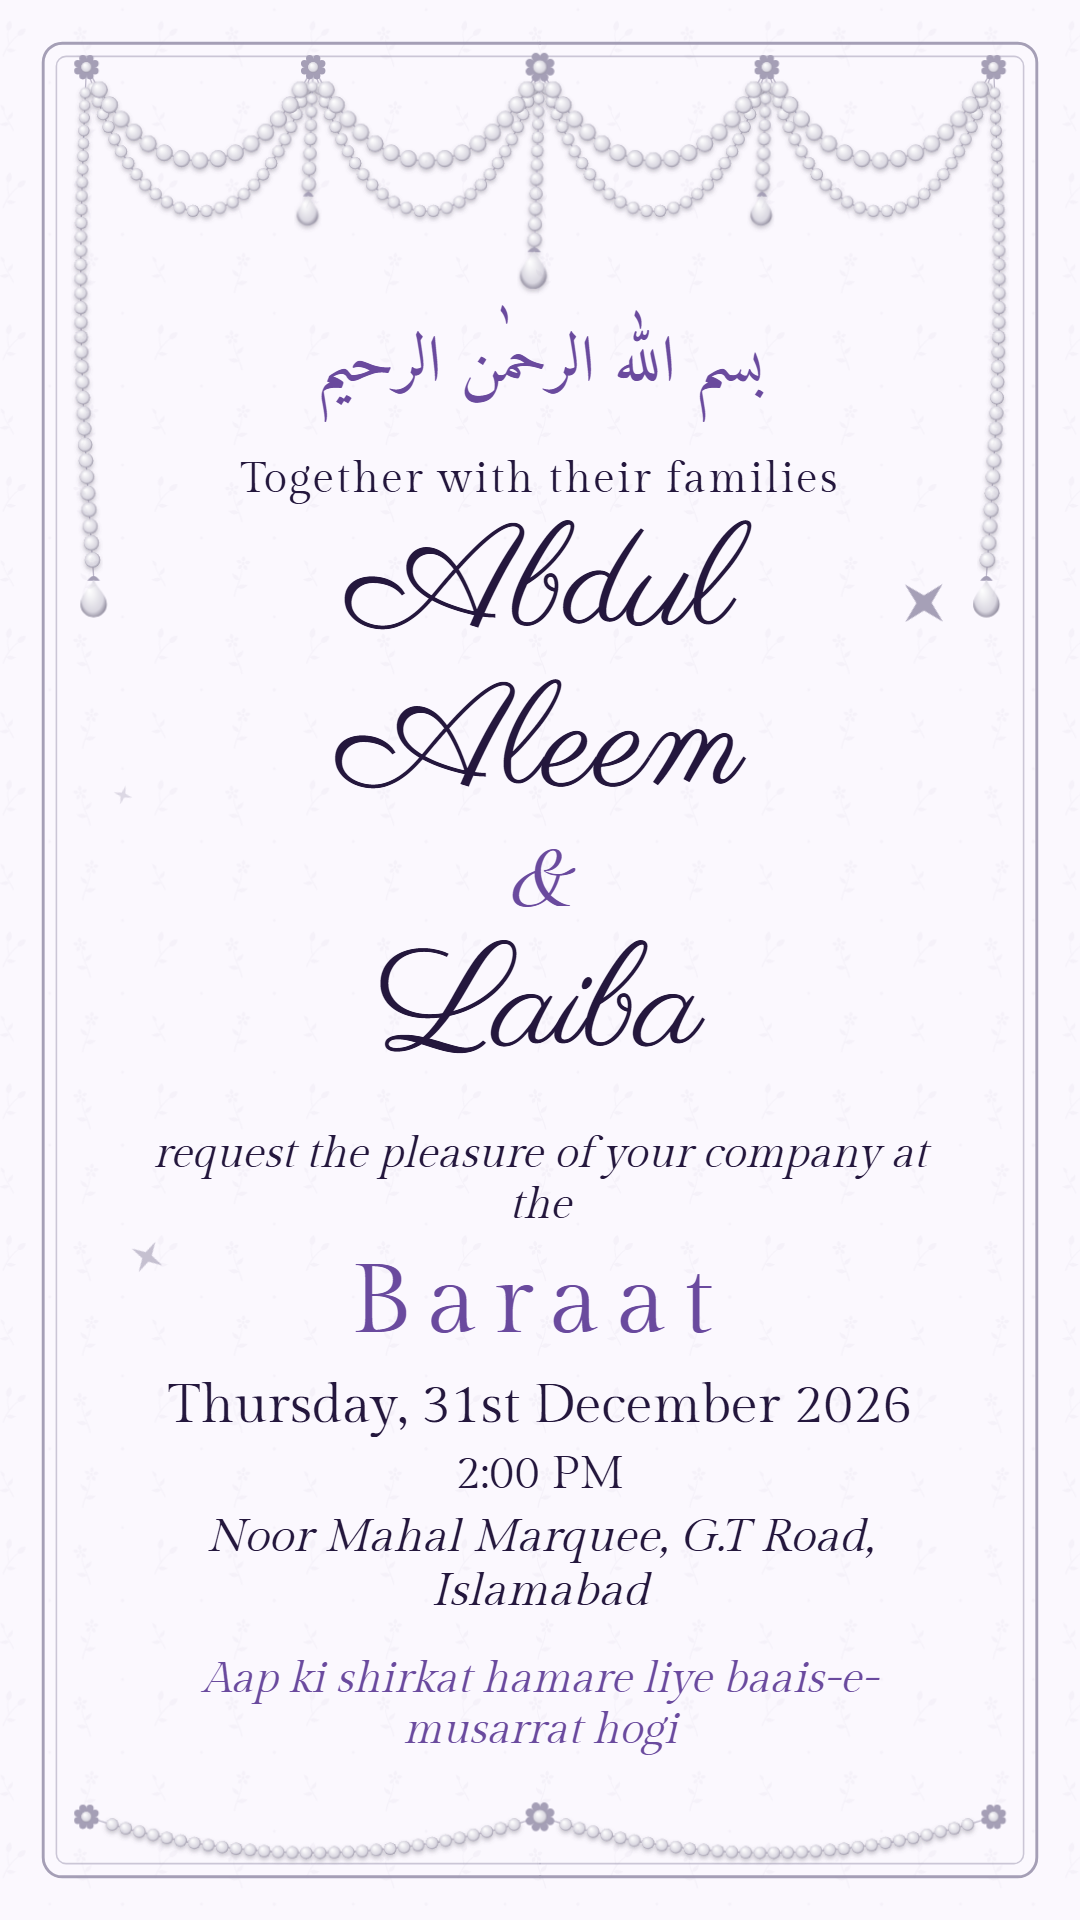 بسم الله الرحمٰن الرحيم
Together with their families
Abdul
Aleem
&
Laiba
request the pleasure of your company at
the
Baraat
Thursday, 31st December 2026
2:00 PM
Noor Mahal Marquee, G.T Road,
Islamabad
Aap ki shirkat hamare liye baais-e-
musarrat hogi